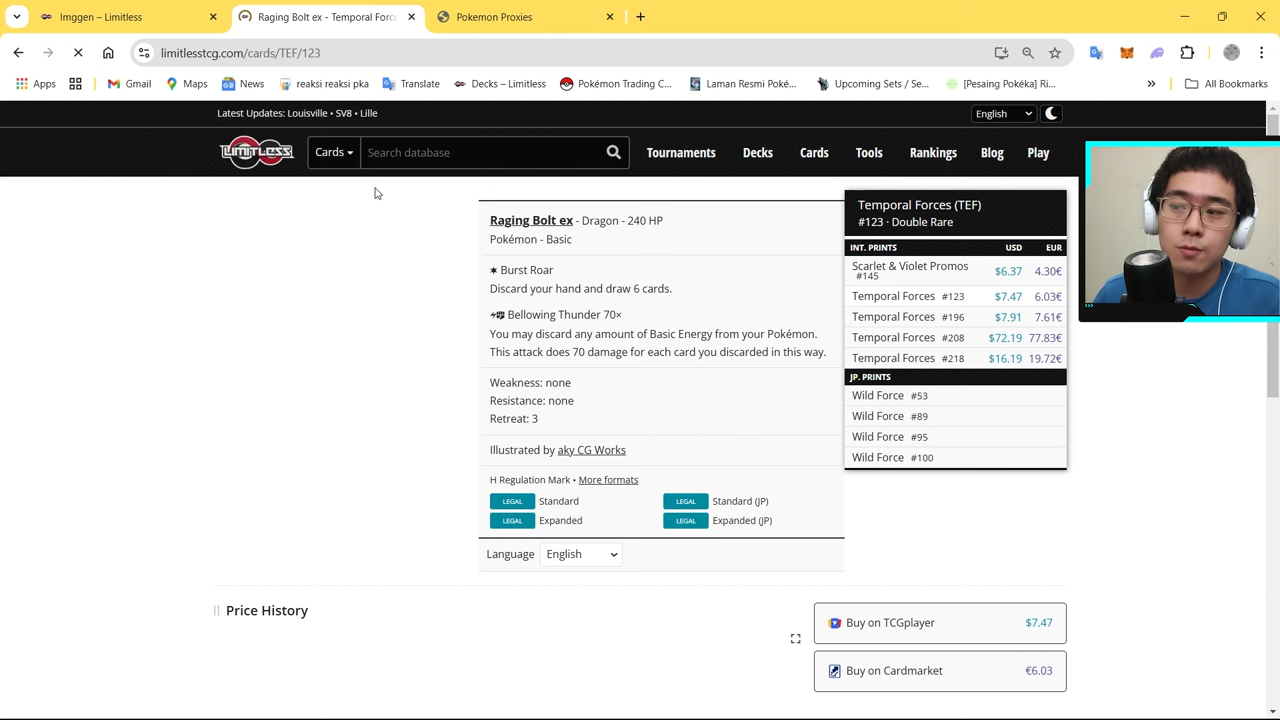 Imggen – Limitless
Raging Bolt ex - Temporal Forc
Pokemon Proxies
limitlesstcg.com/cards/TEF/123
Apps
Gmail
Maps
News
reaksi reaksi pka
Translate
Decks – Limitless
Pokémon Trading C...
Laman Resmi Poké...
Upcoming Sets / Se...
[Pesaing Pokéka] Ri...
All Bookmarks
Latest Updates: Louisville • SV8 • Lille
English
LIMITLESS
Cards
Search database
Tournaments
Decks
Cards
Tools
Rankings
Blog
Play
Raging Bolt ex - Dragon - 240 HP
Pokémon - Basic
Burst Roar
Discard your hand and draw 6 cards.
Bellowing Thunder 70×
You may discard any amount of Basic Energy from your Pokémon.
This attack does 70 damage for each card you discarded in this way.
Weakness: none
Resistance: none
Retreat: 3
Illustrated by aky CG Works
H Regulation Mark • More formats
LEGAL Standard LEGAL Standard (JP)
LEGAL Expanded LEGAL Expanded (JP)
Language English
Temporal Forces (TEF)
#123 · Double Rare
INT. PRINTS USD EUR
Scarlet & Violet Promos
#145 $6.37 4.30€
Temporal Forces #123 $7.47 6.03€
Temporal Forces #196 $7.91 7.61€
Temporal Forces #208 $72.19 77.83€
Temporal Forces #218 $16.19 19.72€
JP. PRINTS
Wild Force #53
Wild Force #89
Wild Force #95
Wild Force #100
Price History
Buy on TCGplayer $7.47
Buy on Cardmarket €6.03